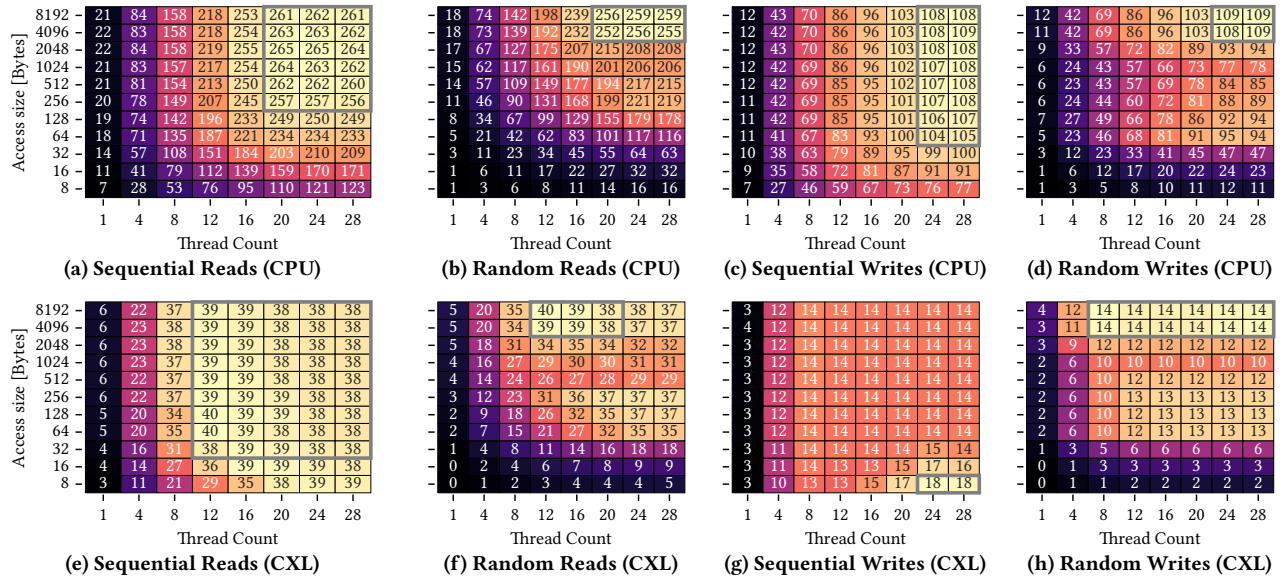 Access size [Bytes]
8192 21 84 158 218 253 261 262 261
4096 22 83 158 218 254 263 262 262
2048 22 84 158 219 255 265 265 264
1024 21 83 157 217 254 264 263 262
512 21 81 154 213 250 262 262 260
256 20 78 149 207 245 257 257 256
128 19 74 142 196 233 249 250 249
64 18 71 135 187 221 234 234 233
32 14 57 108 151 184 203 210 209
16 11 41 79 112 139 159 170 171
8 7 28 53 76 95 110 121 123
1 4 8 12 16 20 24 28
Thread Count
(a) Sequential Reads (CPU)
18 74 142 198 239 256 259 259
18 73 139 192 232 252 256 255
17 67 127 175 207 215 208 208
15 62 117 161 190 201 206 206
14 57 109 149 177 194 217 215
11 46 90 131 168 199 221 219
8 34 67 99 129 155 179 178
5 21 42 62 83 101 117 116
3 11 23 34 45 55 64 63
1 6 11 17 22 27 32 32
1 3 6 8 11 14 16 16
1 4 8 12 16 20 24 28
Thread Count
(b) Random Reads (CPU)
8192 12 43 70 86 96 103 108 108
4096 12 42 70 86 96 103 108 108
2048 12 43 70 86 96 103 108 108
1024 12 42 69 86 96 102 107 108
512 11 42 69 85 95 102 107 108
256 11 42 69 85 95 101 107 108
128 11 42 69 85 95 101 106 107
64 11 41 67 83 93 100 104 105
32 10 38 63 79 89 95 99 100
16 9 35 58 72 81 87 91 91
8 7 27 46 59 67 73 76 77
1 4 8 12 16 20 24 28
Thread Count
(c) Sequential Writes (CPU)
12 42 69 86 96 103 109 109
11 42 69 86 96 103 108 109
9 33 57 72 82 89 93 94
6 24 43 57 66 73 77 78
6 23 43 57 69 78 84 85
6 24 44 60 72 81 88 89
7 27 49 66 78 86 92 93
5 23 46 68 81 91 95 94
3 12 23 33 41 45 47 47
1 6 12 17 20 22 24 23
1 3 5 8 10 11 12 11
1 4 8 12 16 20 24 28
Thread Count
(d) Random Writes (CPU)
Access size [Bytes]
8192 6 22 37 39 39 38 38 38
4096 6 23 38 39 39 38 38 38
2048 6 23 38 39 39 38 38 38
1024 6 23 37 39 39 38 38 38
512 6 22 37 39 39 38 38 38
256 6 22 37 39 39 39 38 38
128 5 20 34 40 39 39 38 38
64 5 20 35 40 39 39 38 38
32 4 16 31 38 39 39 38 38
16 4 14 27 36 39 39 39 38
8 3 11 21 29 35 38 39 39
1 4 8 12 16 20 24 28
Thread Count
(e) Sequential Reads (CXL)
5 20 35 40 39 38 38 37
5 20 34 39 39 38 37 37
5 18 31 34 35 34 32 32
4 16 27 29 30 30 31 31
4 14 24 26 27 28 29 29
3 12 23 31 36 37 37 37
2 9 18 26 32 35 37 37
2 7 15 21 27 32 35 35
1 4 8 11 14 16 18 18
0 2 4 6 7 8 9 9
0 1 2 3 4 4 4 5
1 4 8 12 16 20 24 28
Thread Count
(f) Random Reads (CXL)
8192 3 12 14 14 14 14 14 14
4096 4 12 14 14 14 14 14 14
2048 3 12 14 14 14 14 14 14
1024 3 12 14 14 14 14 14 14
512 3 12 14 14 14 14 14 14
256 3 12 14 14 14 14 14 14
128 3 12 14 14 14 14 14 14
64 3 12 14 14 14 14 14 14
32 3 11 14 14 14 14 15 14
16 3 11 14 13 13 15 17 16
8 3 10 13 13 15 17 18 18
1 4 8 12 16 20 24 28
Thread Count
(g) Sequential Writes (CXL)
4 12 14 14 14 14 14 14
3 11 14 14 14 14 14 14
3 9 12 12 12 12 12 12
2 6 10 10 10 10 10 10
2 6 10 12 12 12 12 12
2 6 10 12 13 13 13 13
2 6 10 12 13 13 13 13
2 6 10 12 12 12 12 12
1 3 5 6 6 6 6 6
0 1 3 3 3 3 3 3
0 1 1 2 2 2 2 2
1 4 8 12 16 20 24 28
Thread Count
(h) Random Writes (CXL)